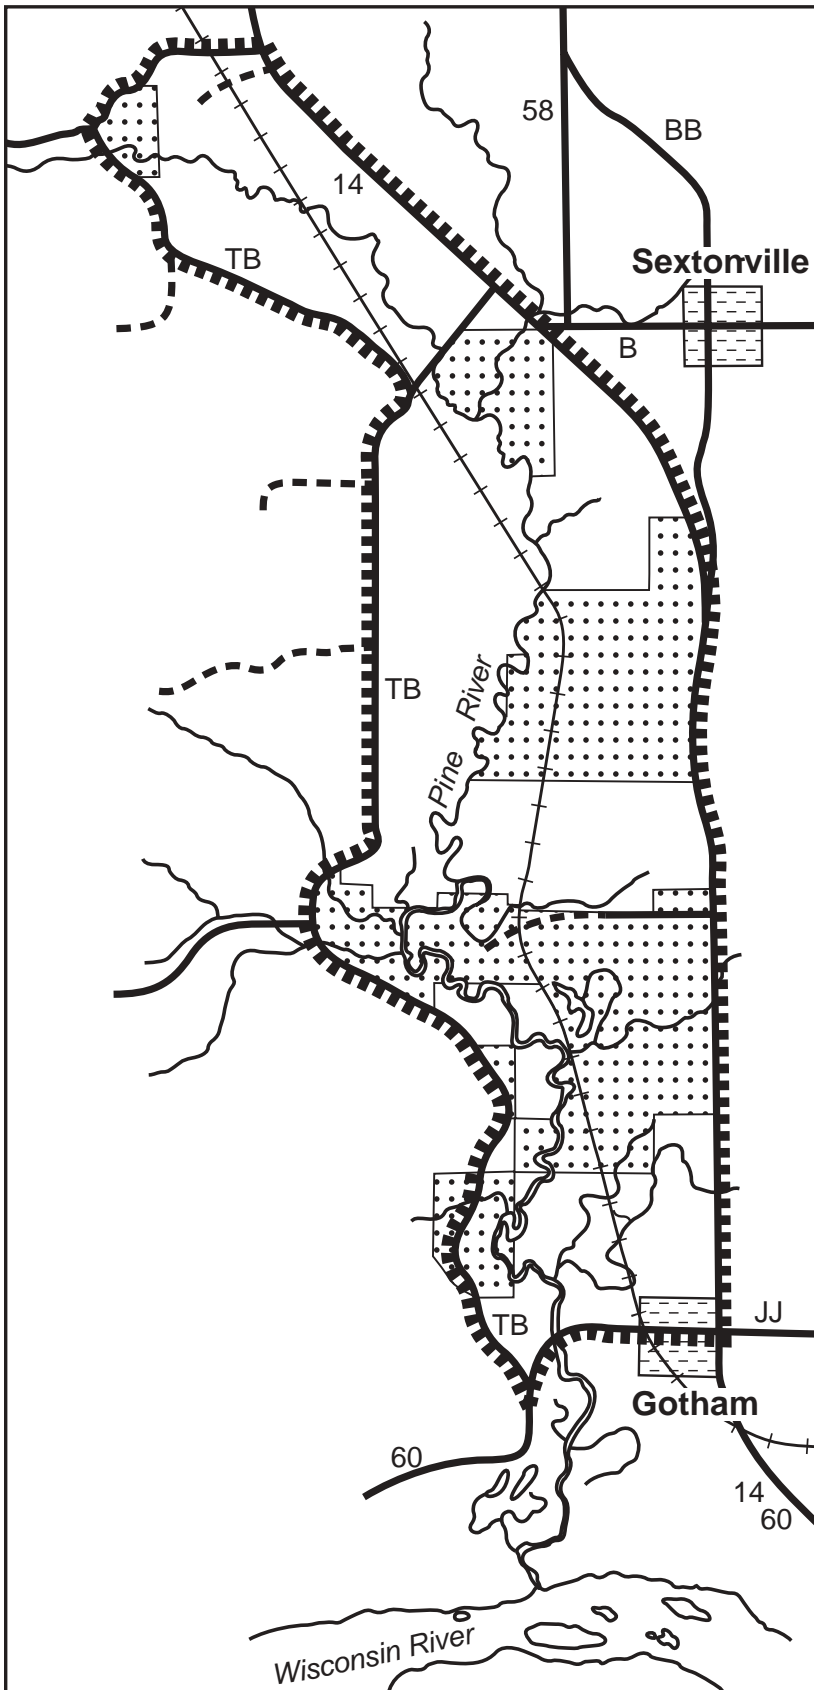 58
BB
14
TB
Sextonville
B
TB
Pine River
TB
JJ
Gotham
60
14
60
Wisconsin River